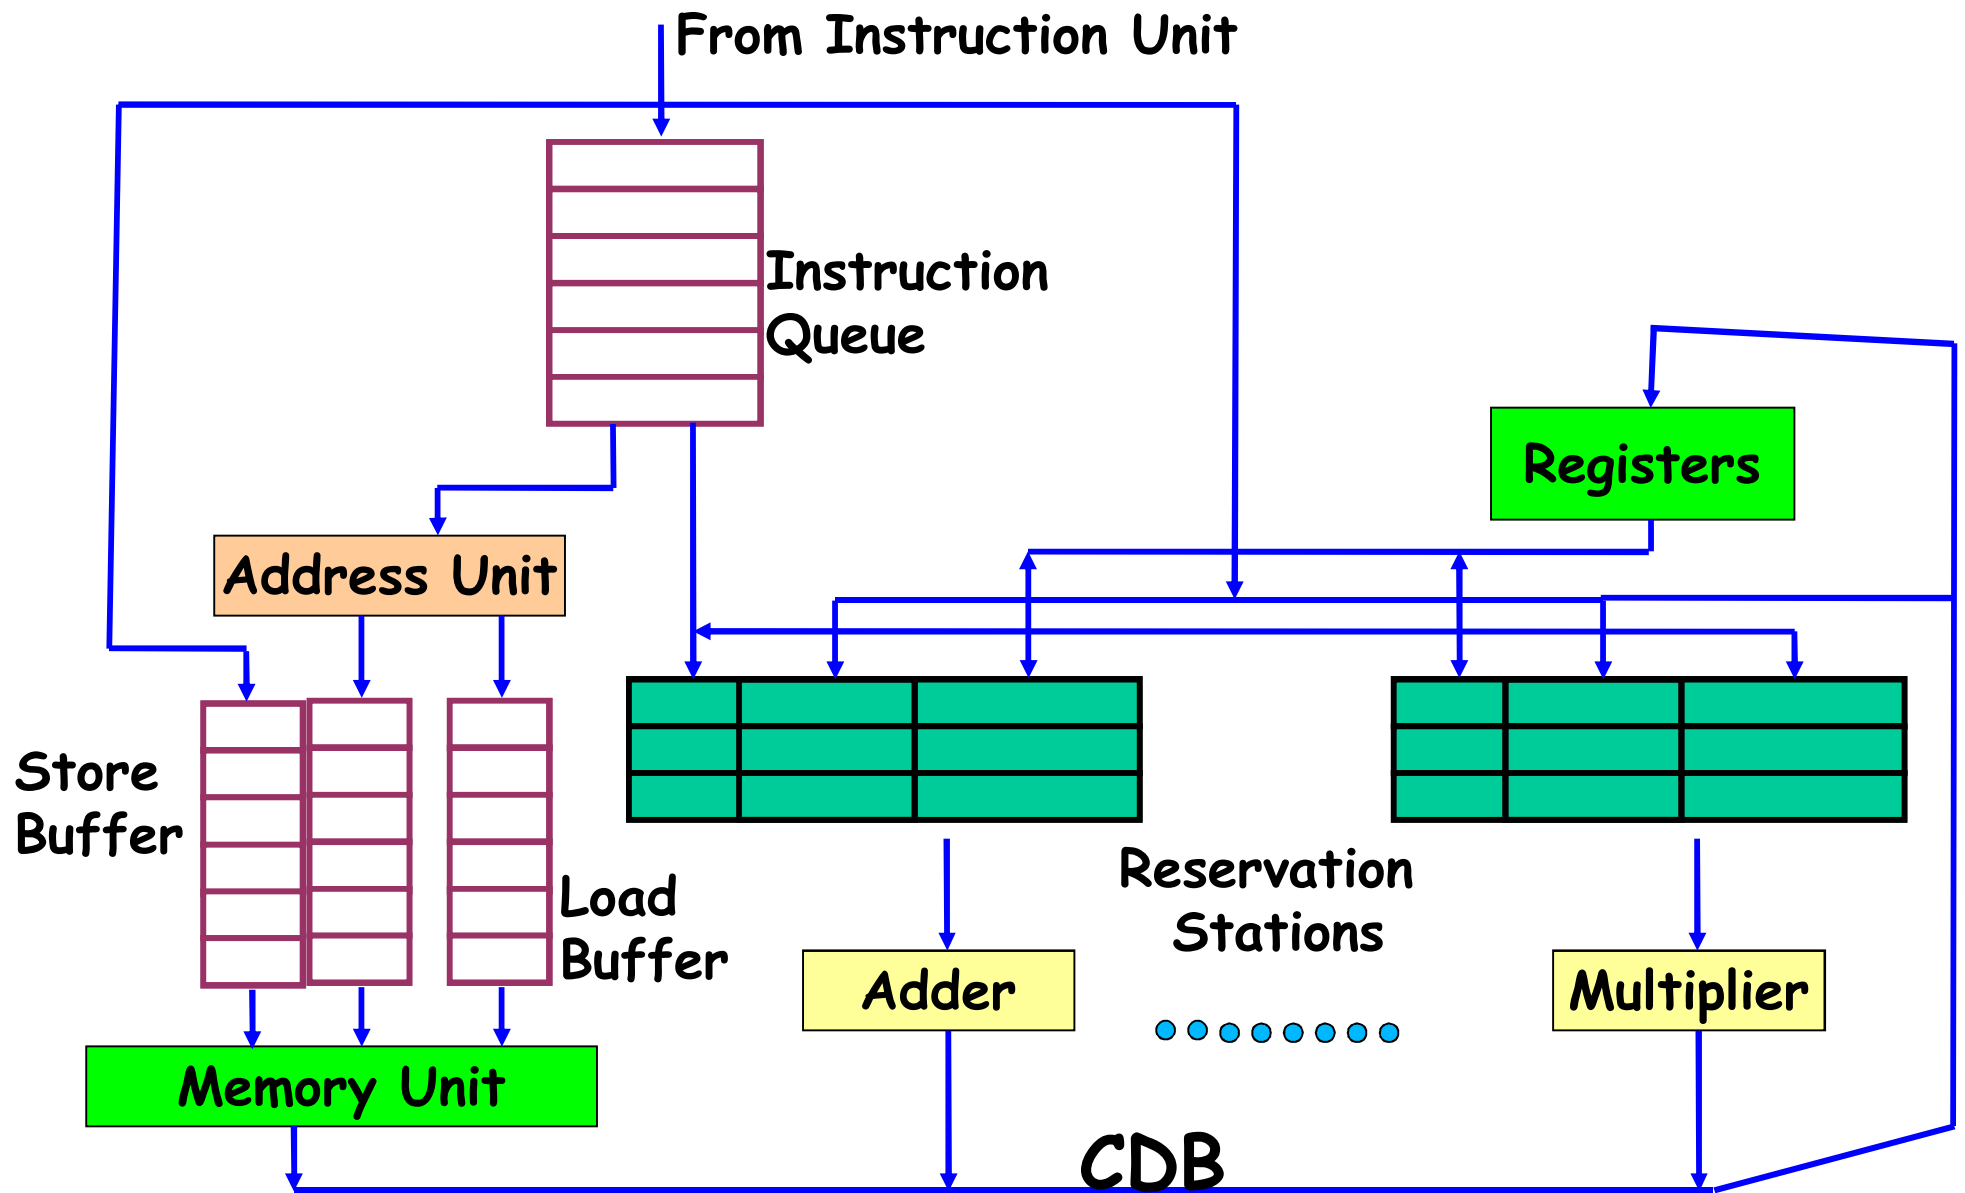 From Instruction Unit
Instruction
Queue
Registers
Address Unit
Store
Buffer
Load
Buffer
Reservation
Stations
Adder
Multiplier
Memory Unit
CDB